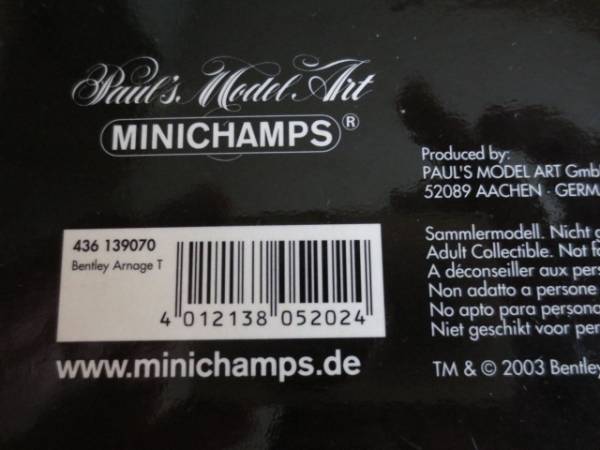 Paul's Model Art
MINICHAMPS®
Produced by:
PAUL'S MODEL ART
52089 AACHEN - GERM
Sammlermodell. Nicht
Adult Collectible. Not
A déconseiller aux
Non adatto a persone
No apto para
Niet geschikt voor
TM & © 2003 Bentley
436 139070
Bentley Arnage T
4 012138 052024
www.minichamps.de